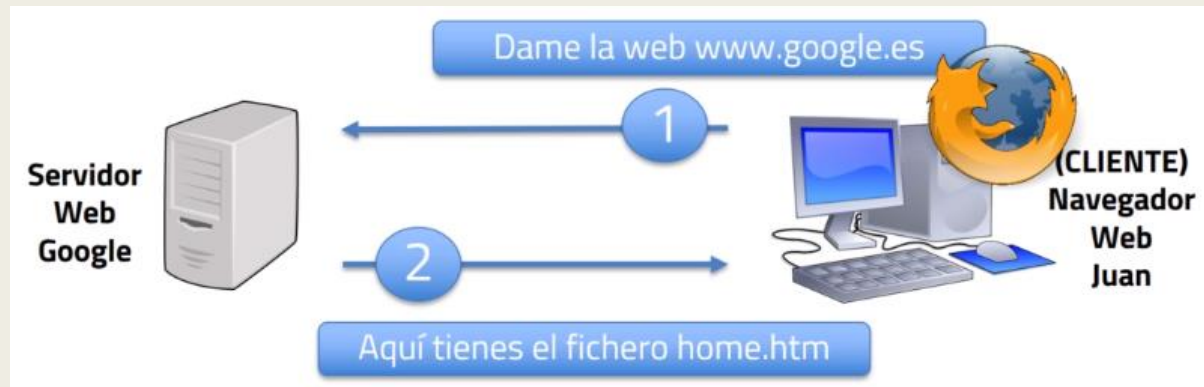 Dame la web www.google.es
1
Servidor
Web
Google
(CLIENTE)
Navegador
Web
Juan
2
Aquí tienes el fichero home.htm